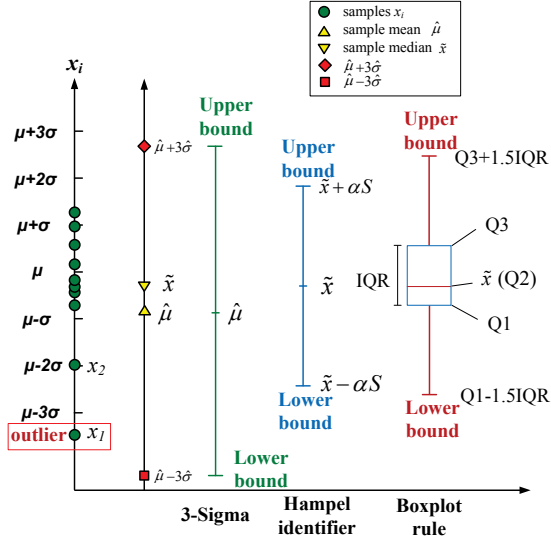 samples xᵢ
sample mean μ̂
sample median x̃
μ̂+3σ̂
μ̂−3σ̂
xᵢ
μ+3σ
μ+2σ
μ+σ
μ
μ-σ
μ-2σ
μ-3σ
x₂
outlier
x₁
μ̂+3σ̂
x̃
μ̂
μ̂−3σ̂
Upper
bound
μ̂
Lower
bound
Upper
bound
x̃+αS
x̃
x̃−αS
Lower
bound
Upper
bound
Q3+1.5IQR
Q3
IQR
x̃ (Q2)
Q1
Q1-1.5IQR
Lower
bound
3-Sigma
Hampel
identifier
Boxplot
rule